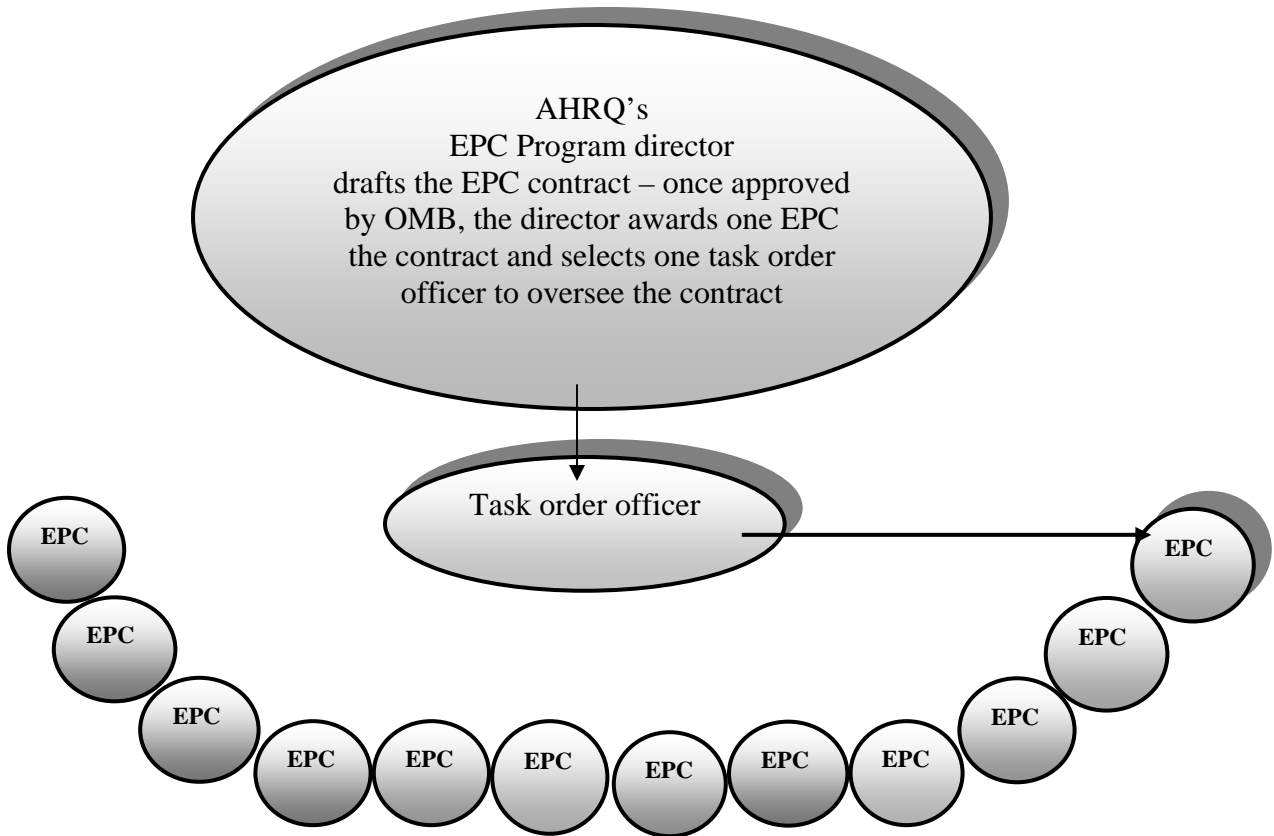 AHRQ’s
EPC Program director
drafts the EPC contract – once approved
by OMB, the director awards one EPC
the contract and selects one task order
officer to oversee the contract
Task order officer
EPC
EPC
EPC
EPC
EPC
EPC
EPC
EPC
EPC
EPC
EPC
EPC